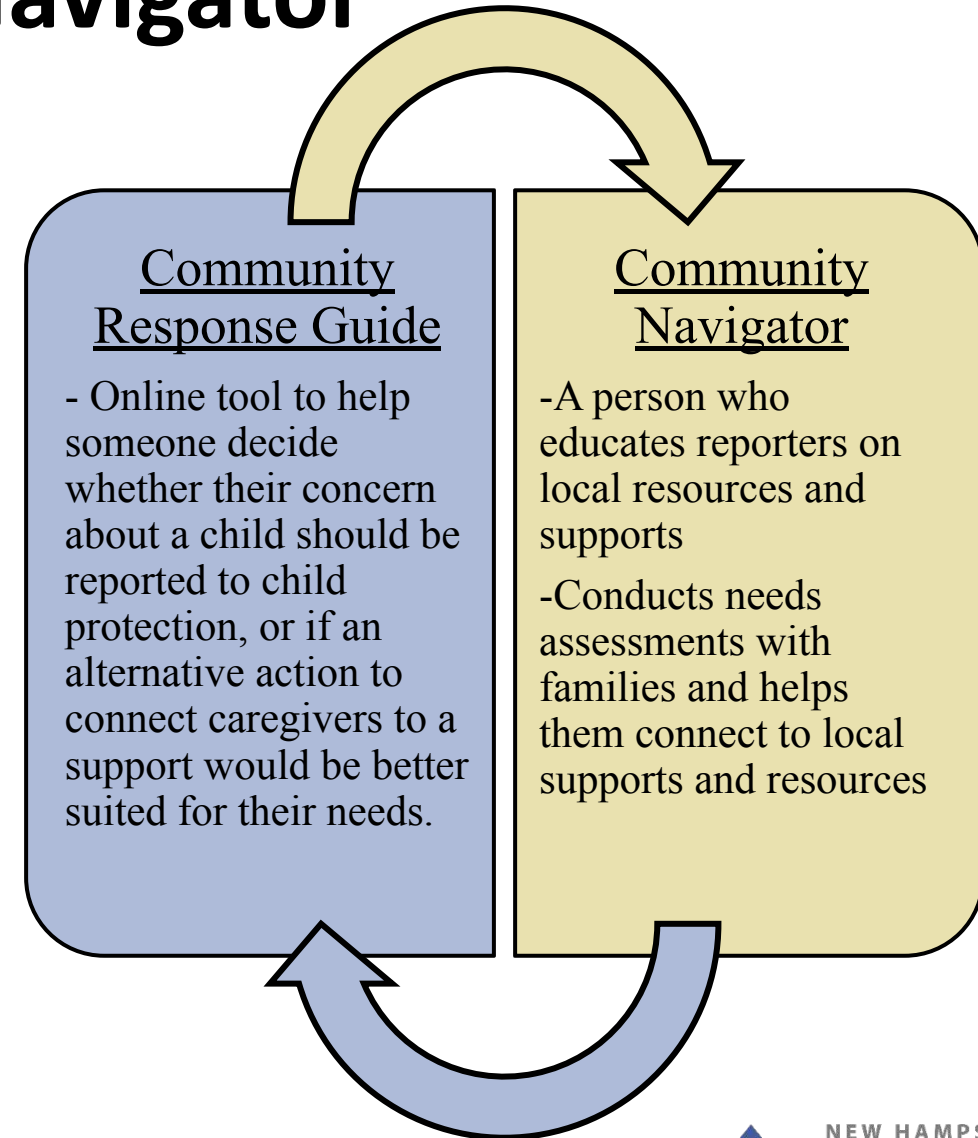 Navigator
Community
Response Guide
- Online tool to help
someone decide
whether their concern
about a child should be
reported to child
protection, or if an
alternative action to
connect caregivers to a
support would be better
suited for their needs.
Community
Navigator
-A person who
educates reporters on
local resources and
supports
-Conducts needs
assessments with
families and helps
them connect to local
supports and resources
NEW